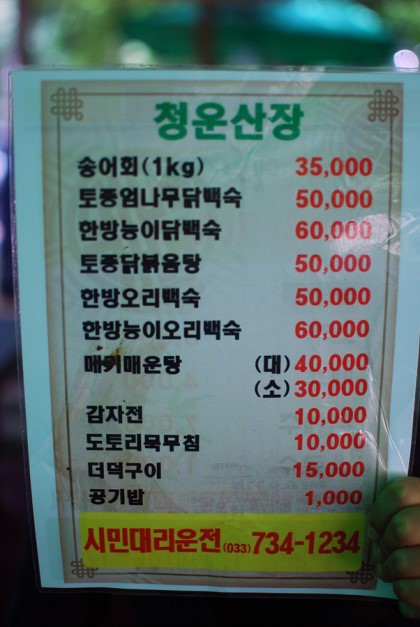 청운산장
송어회(1kg) 35,000
토종엄나무닭백숙 50,000
한방능이닭백숙 60,000
토종닭볶음탕 50,000
한방오리백숙 50,000
한방능이오리백숙 60,000
메기매운탕 (대) 40,000
(소) 30,000
감자전 10,000
도토리묵무침 10,000
더덕구이 15,000
공기밥 1,000
시민대리운전 (033) 734-1234